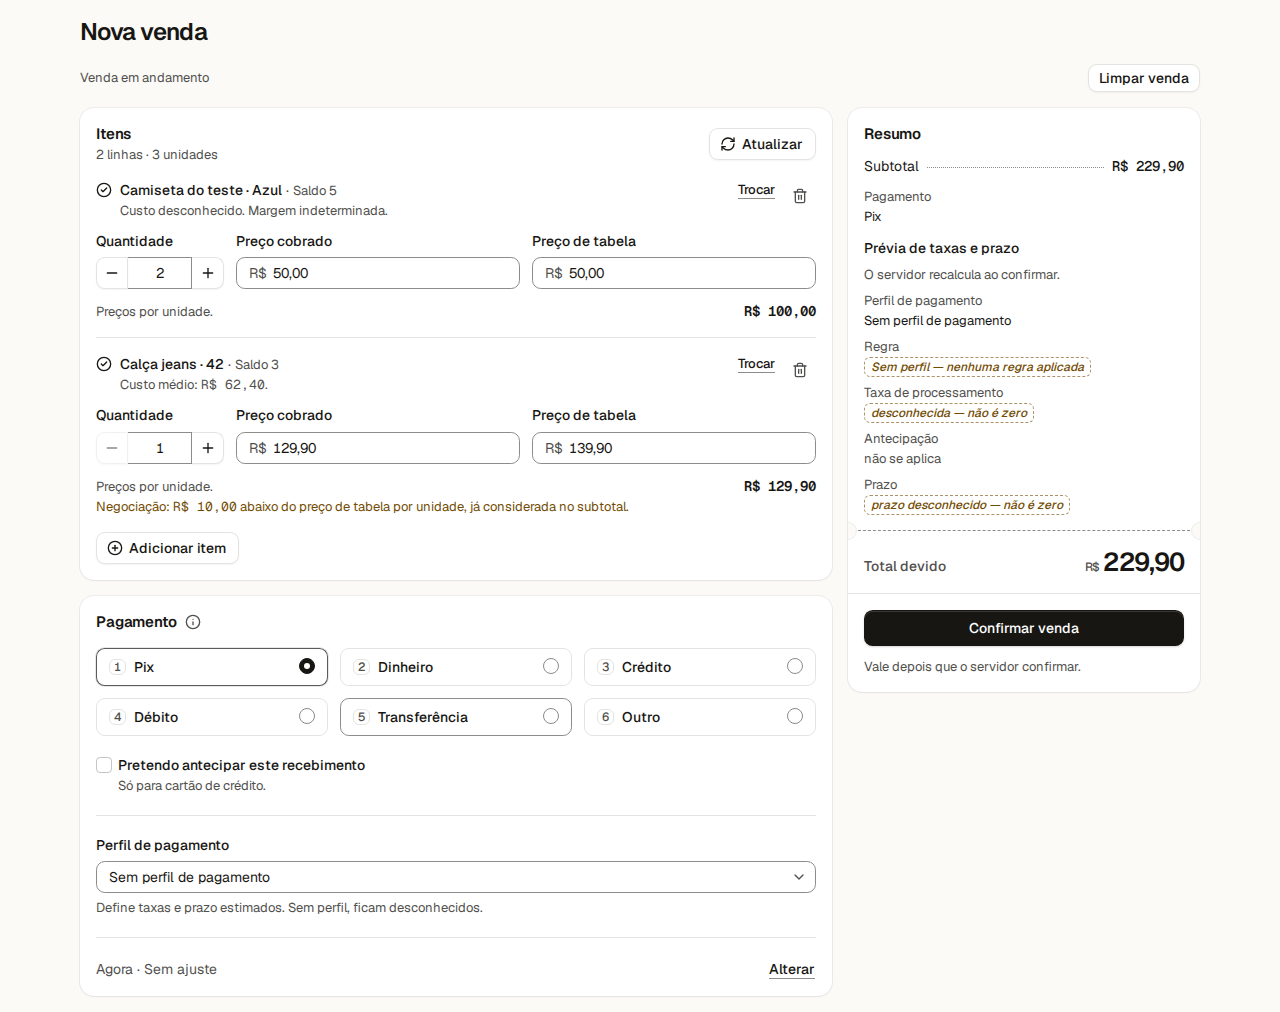 Nova venda
Venda em andamento
Limpar venda
Itens
2 linhas · 3 unidades
Atualizar
Camiseta do teste · Azul · Saldo 5
Trocar
Custo desconhecido. Margem indeterminada.
Quantidade
Preço cobrado
Preço de tabela
2
R$ 50,00
R$ 50,00
Preços por unidade.
R$ 100,00
Calça jeans · 42 · Saldo 3
Trocar
Custo médio: R$ 62,40.
Quantidade
Preço cobrado
Preço de tabela
1
R$ 129,90
R$ 139,90
Preços por unidade.
R$ 129,90
Negociação: R$ 10,00 abaixo do preço de tabela por unidade, já considerada no subtotal.
Adicionar item
Pagamento
1 Pix
2 Dinheiro
3 Crédito
4 Débito
5 Transferência
6 Outro
Pretendo antecipar este recebimento
Só para cartão de crédito.
Perfil de pagamento
Sem perfil de pagamento
Define taxas e prazo estimados. Sem perfil, ficam desconhecidos.
Agora · Sem ajuste
Alterar
Resumo
Subtotal
R$ 229,90
Pagamento
Pix
Prévia de taxas e prazo
O servidor recalcula ao confirmar.
Perfil de pagamento
Sem perfil de pagamento
Regra
Sem perfil — nenhuma regra aplicada
Taxa de processamento
desconhecida — não é zero
Antecipação
não se aplica
Prazo
prazo desconhecido — não é zero
Total devido
R$ 229,90
Confirmar venda
Vale depois que o servidor confirmar.